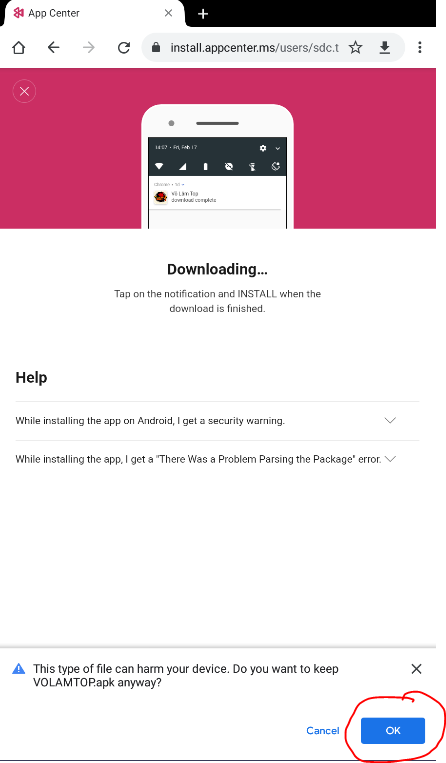 App Center
install.appcenter.ms/users/sdc.t
14:07 • Fri, Feb 17
Chrome • 1d
Võ Lâm Top
download complete
Downloading...
Tap on the notification and INSTALL when the
download is finished.
Help
While installing the app on Android, I get a security warning.
While installing the app, I get a "There Was a Problem Parsing the Package" error.
This type of file can harm your device. Do you want to keep
VOLAMTOP.apk anyway?
Cancel
OK